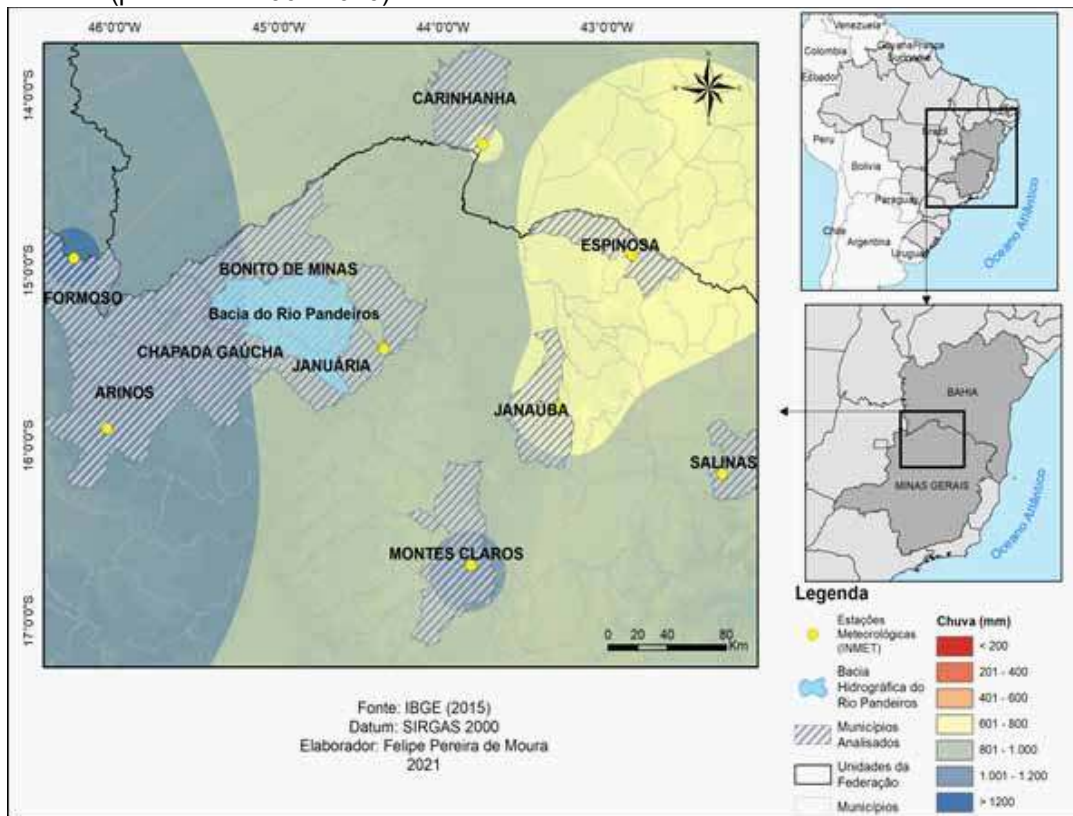 46°0'0"W
45°0'0"W
44°0'0"W
43°0'0"W
14°0'0"S
15°0'0"S
16°0'0"S
17°0'0"S
CARINHANHA
ESPINOSA
BONITO DE MINAS
FORMOSO
Bacia do Rio Pandeiros
CHAPADA GAÚCHA
JANUÁRIA
ARINOS
JANAÚBA
SALINAS
MONTES CLAROS
0 20 40 80
Km
Fonte: IBGE (2015)
Datum: SIRGAS 2000
Elaborador: Felipe Pereira de Moura
2021
Venezuela
Colombia
Ecuador
Brazil
Peru
Bolivia
Paraguay
Chile
Argentina
Uruguai
Oceano Atlântico
BAHIA
MINAS GERAIS
Oceano Atlântico
Legenda
Estações
Meteorológicas
(INMET)
Bacia
Hidrográfica do
Rio Pandeiros
Municípios
Analisados
Unidades da
Federação
Municípios
Chuva (mm)
< 200
201 - 400
401 - 600
601 - 800
801 - 1.000
1.001 - 1.200
> 1200